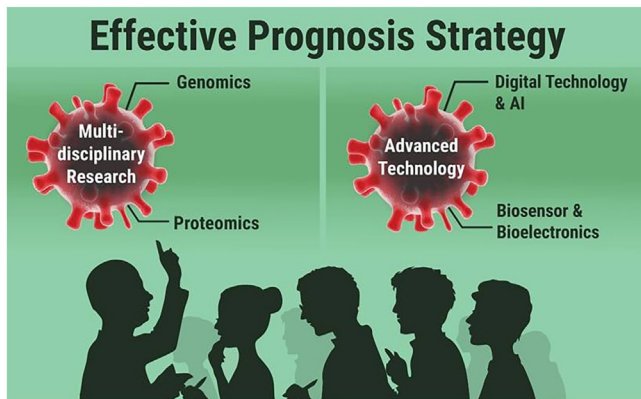 Effective Prognosis Strategy
Genomics
Multi-
disciplinary
Research
Proteomics
Digital Technology
& AI
Advanced
Technology
Biosensor &
Bioelectronics